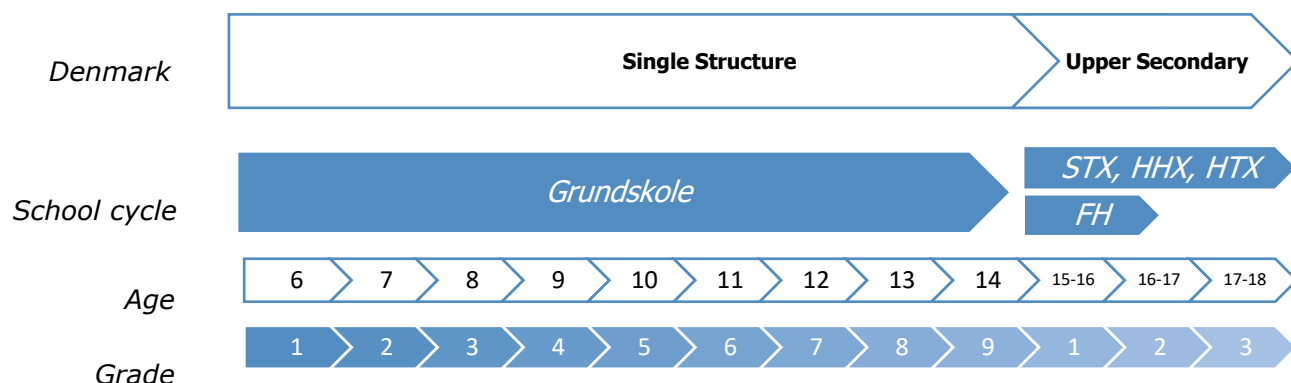 Denmark
Single Structure
Upper Secondary
School cycle
Grundskole
STX, HHX, HTX
FH
Age
6 7 8 9 10 11 12 13 14 15-16 16-17 17-18
Grade
1 2 3 4 5 6 7 8 9 1 2 3